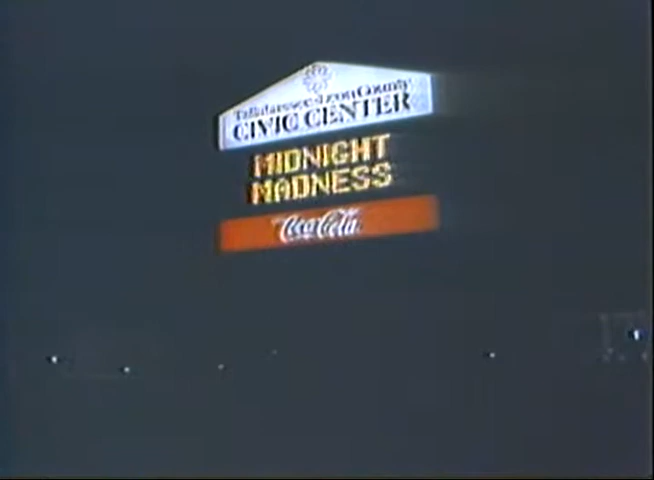 Tallahassee-Leon County
CIVIC CENTER
MIDNIGHT
MADNESS
Coca-Cola